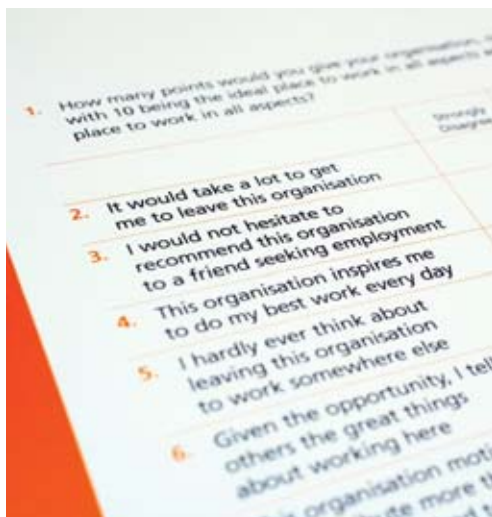 1. How many points would you give your organisation,
with 10 being the ideal place to work in all aspects
place to work in all aspects?
Strongly
Disagree
2. It would take a lot to get
me to leave this organisation
3. I would not hesitate to
recommend this organisation
to a friend seeking employment
4. This organisation inspires me
to do my best work every day
5. I hardly ever think about
leaving this organisation
to work somewhere else
6. Given the opportunity, I tell
others the great things
about working here
organisation
more